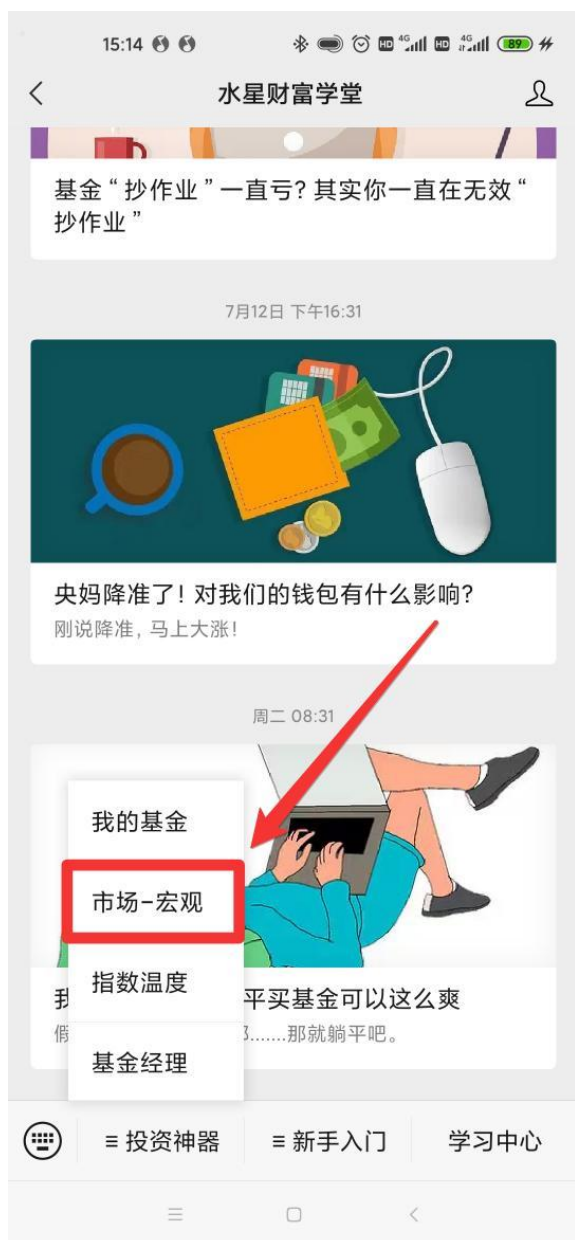 15:14 HD 4G HD 4G 89
水星财富学堂
基金“抄作业”一直亏?其实你一直在无效“
抄作业”
7月12日 下午16:31
央妈降准了!对我们的钱包有什么影响?
刚说降准,马上大涨!
周二 08:31
我的基金
市场-宏观
指数温度
平买基金可以这么爽
.......那就躺平吧。
基金经理
≡ 投资神器
≡ 新手入门
学习中心